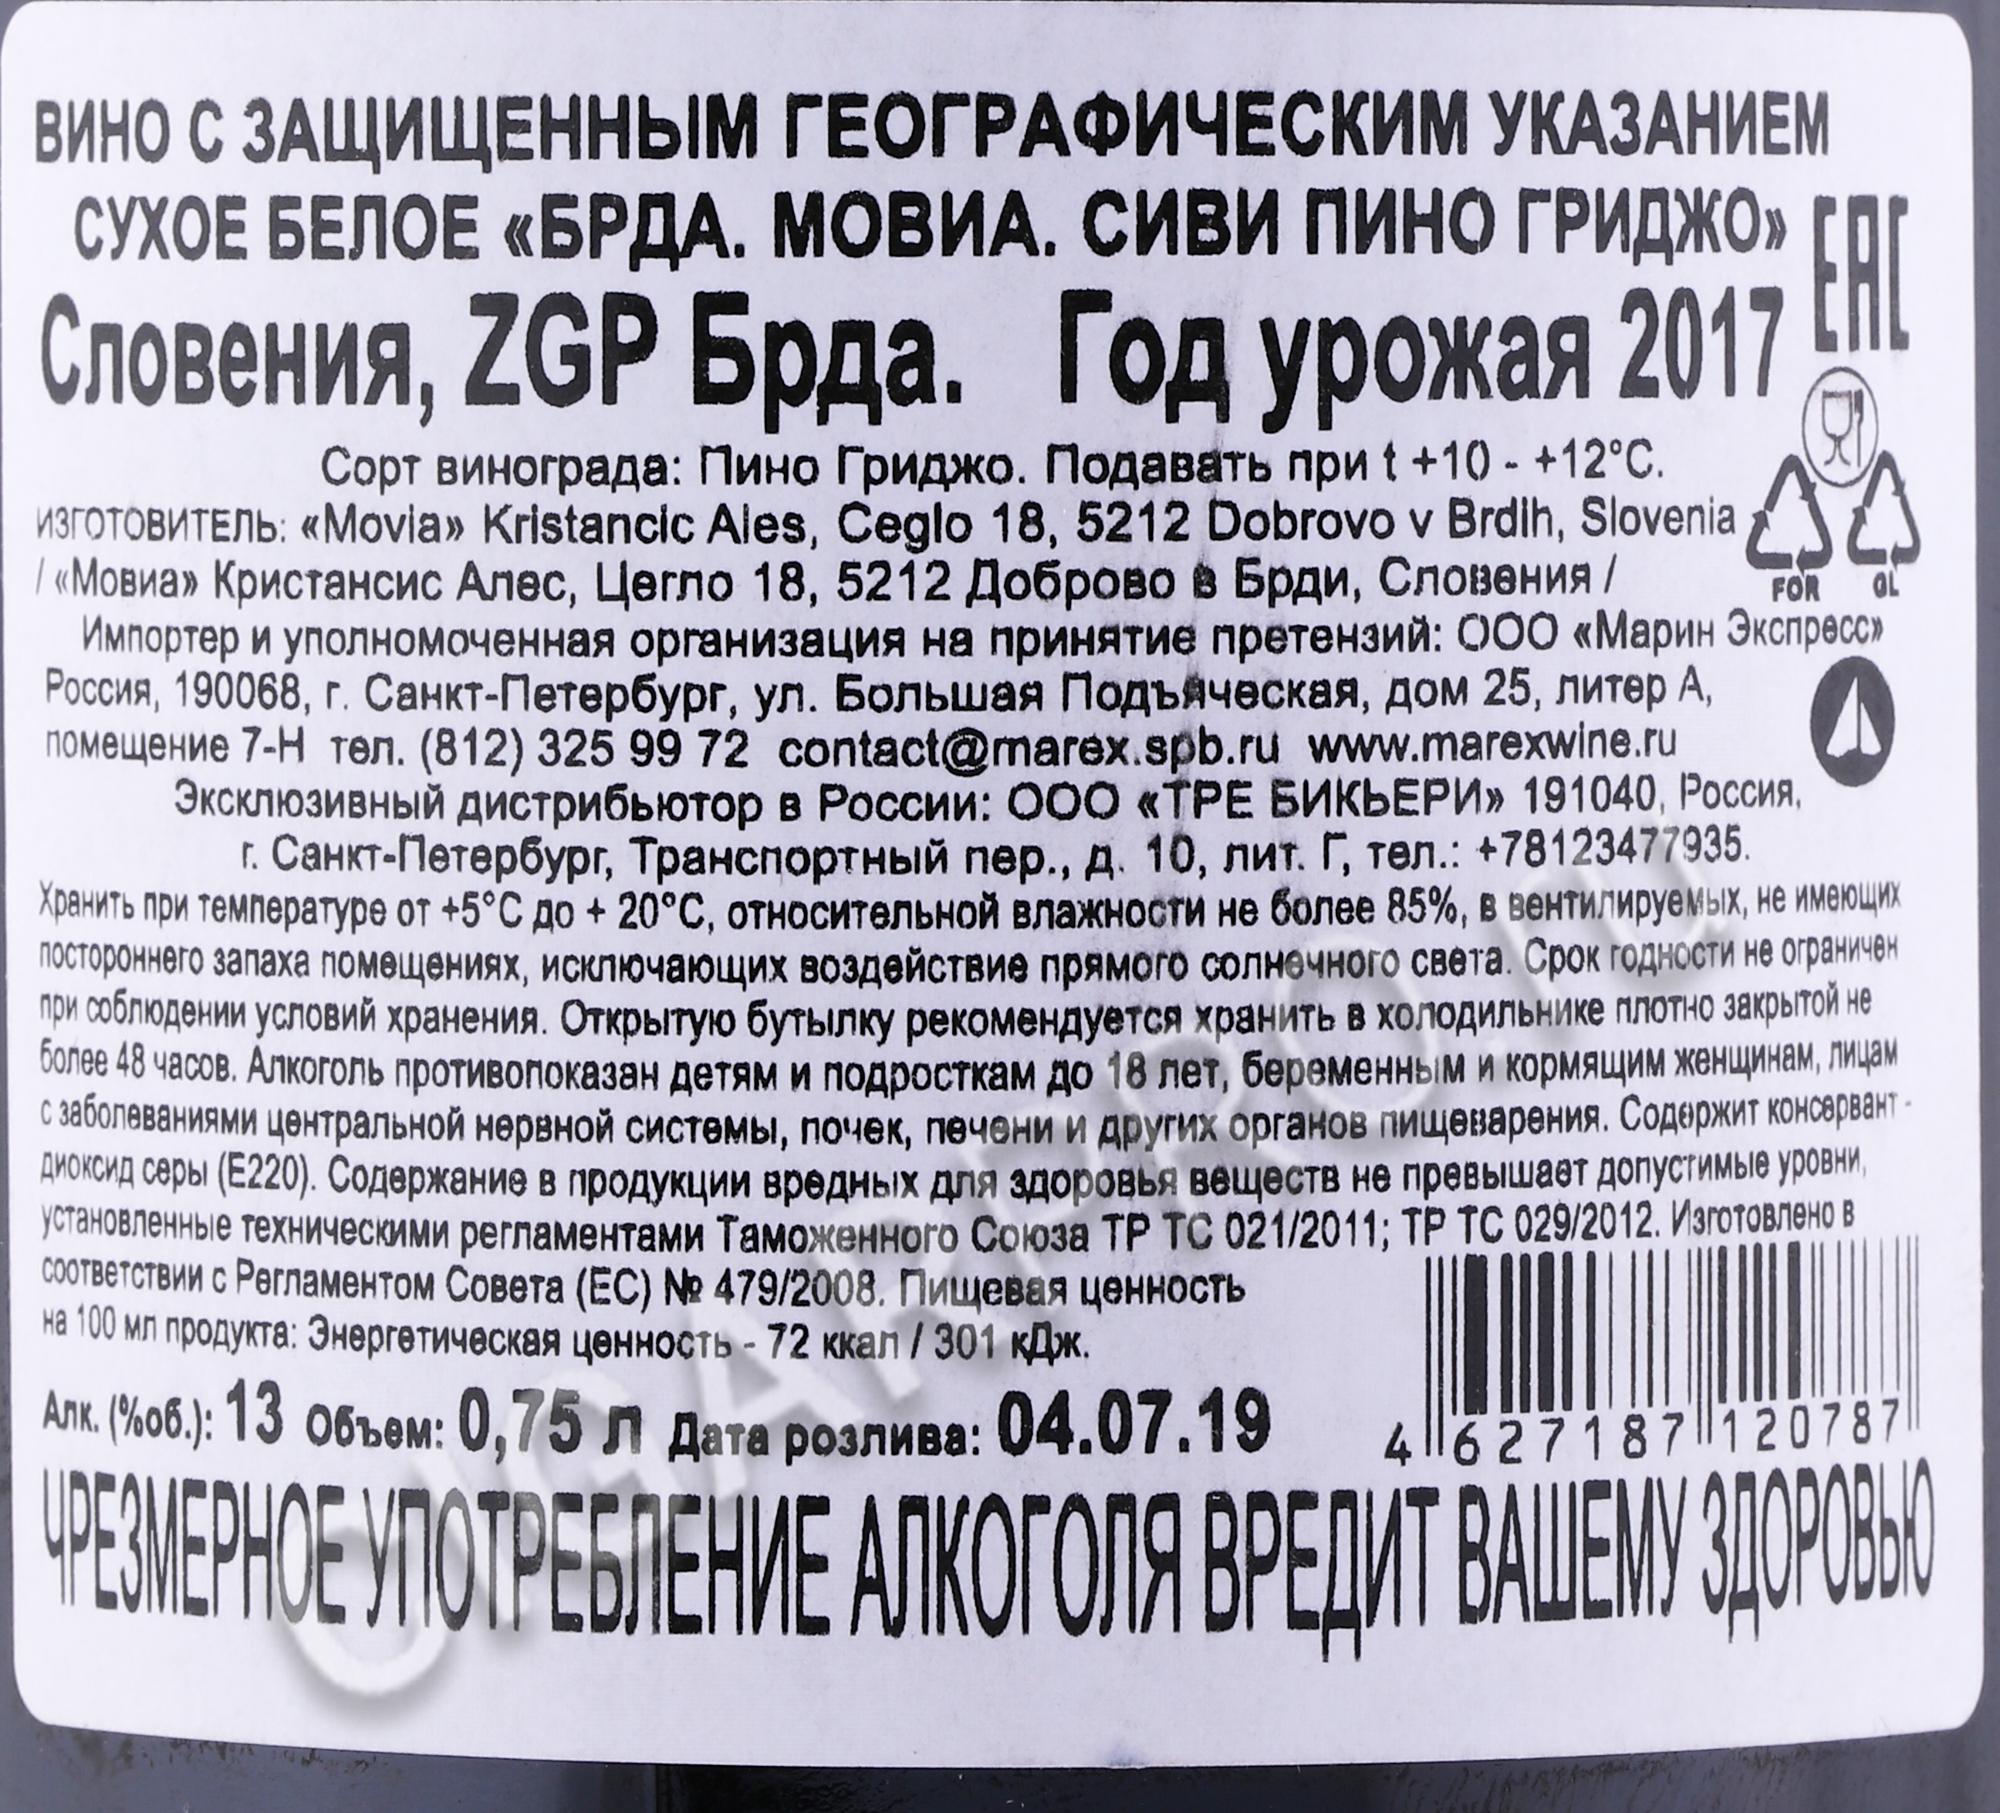 ВИНО С ЗАЩИЩЕННЫМ ГЕОГРАФИЧЕСКИМ УКАЗАНИЕМ
СУХОЕ БЕЛОЕ «БРДА. МОВИА. СИВИ ПИНО ГРИДЖО»
EAC
Словения, ZGP Брда. Год урожая 2017
Сорт винограда: Пино Гриджо. Подавать при t +10 - +12°C.
ИЗГОТОВИТЕЛЬ: «Movia» Kristancic Ales, Ceglo 18, 5212 Dobrovo v Brdih, Slovenia
/ «Мовиа» Кристансис Алес, Цегло 18, 5212 Доброво в Брди, Словения /
FOR GL
Импортер и уполномоченная организация на принятие претензий: ООО «Марин Экспресс»
Россия, 190068, г. Санкт-Петербург, ул. Большая Подъяческая, дом 25, литер А,
помещение 7-Н тел. (812) 325 99 72 contact@marex.spb.ru www.marexwine.ru
Эксклюзивный дистрибьютор в России: ООО «ТРЕ БИКЬЕРИ» 191040, Россия,
г. Санкт-Петербург, Транспортный пер., д. 10, лит. Г, тел.: +78123477935.
Хранить при температуре от +5°C до + 20°C, относительной влажности не более 85%, в вентилируемых, не имеющих
постороннего запаха помещениях, исключающих воздействие прямого солнечного света. Срок годности не ограничен
при соблюдении условий хранения. Открытую бутылку рекомендуется хранить в холодильнике плотно закрытой не
более 48 часов. Алкоголь противопоказан детям и подросткам до 18 лет, беременным и кормящим женщинам, лицам
с заболеваниями центральной нервной системы, почек, печени и других органов пищеварения. Содержит консервант -
диоксид серы (Е220). Содержание в продукции вредных для здоровья веществ не превышает допустимые уровни,
установленные техническими регламентами Таможенного Союза ТР ТС 021/2011; ТР ТС 029/2012. Изготовлено в
соответствии с Регламентом Совета (ЕС) № 479/2008. Пищевая ценность
на 100 мл продукта: Энергетическая ценность - 72 ккал / 301 кДж.
Алк. (%об.): 13 Объем: 0,75 л Дата розлива: 04.07.19
4 627187 120787
ЧРЕЗМЕРНОЕ УПОТРЕБЛЕНИЕ АЛКОГОЛЯ ВРЕДИТ ВАШЕМУ ЗДОРОВЬЮ
CIGARPRO.ru